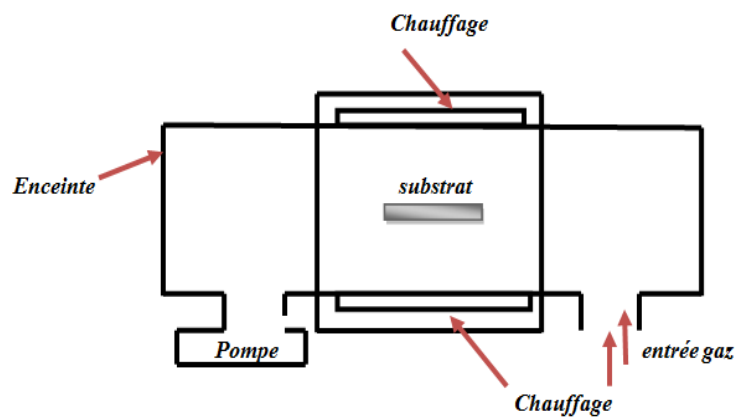 Chauffage
Enceinte
substrat
Pompe
entrée gaz
Chauffage